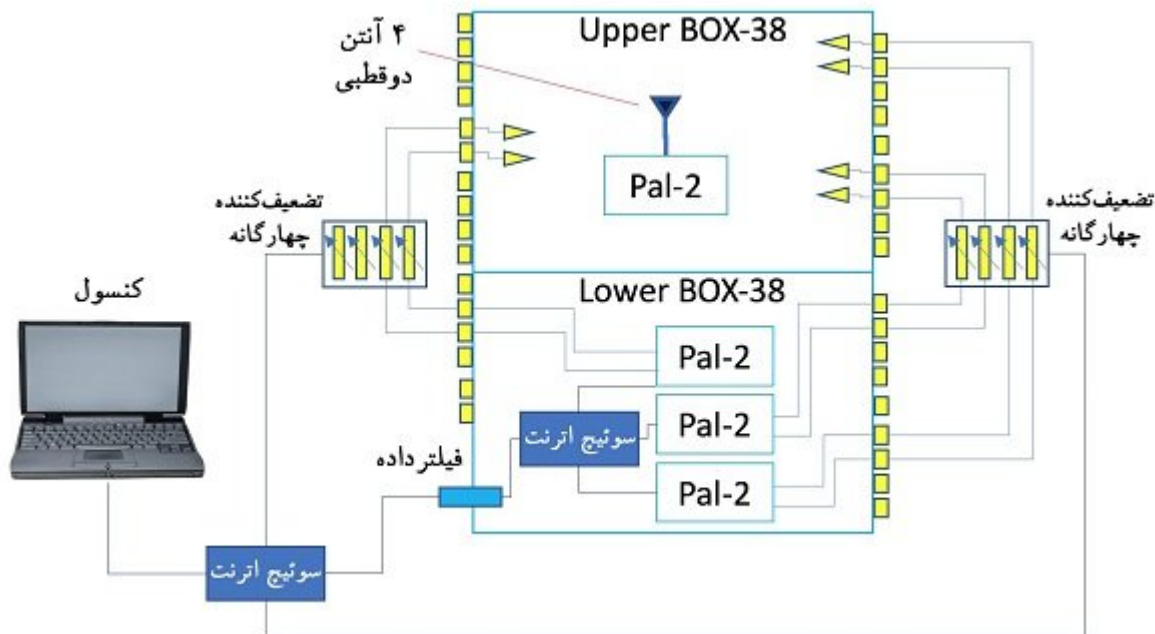 ۴ آنتن
دوقطبی
Upper BOX-38
Pal-2
تضعیف‌کننده
چهارگانه
تضعیف‌کننده
چهارگانه
Lower BOX-38
کنسول
Pal-2
Pal-2
سوئیچ اترنت
فیلتر داده
Pal-2
سوئیچ اترنت